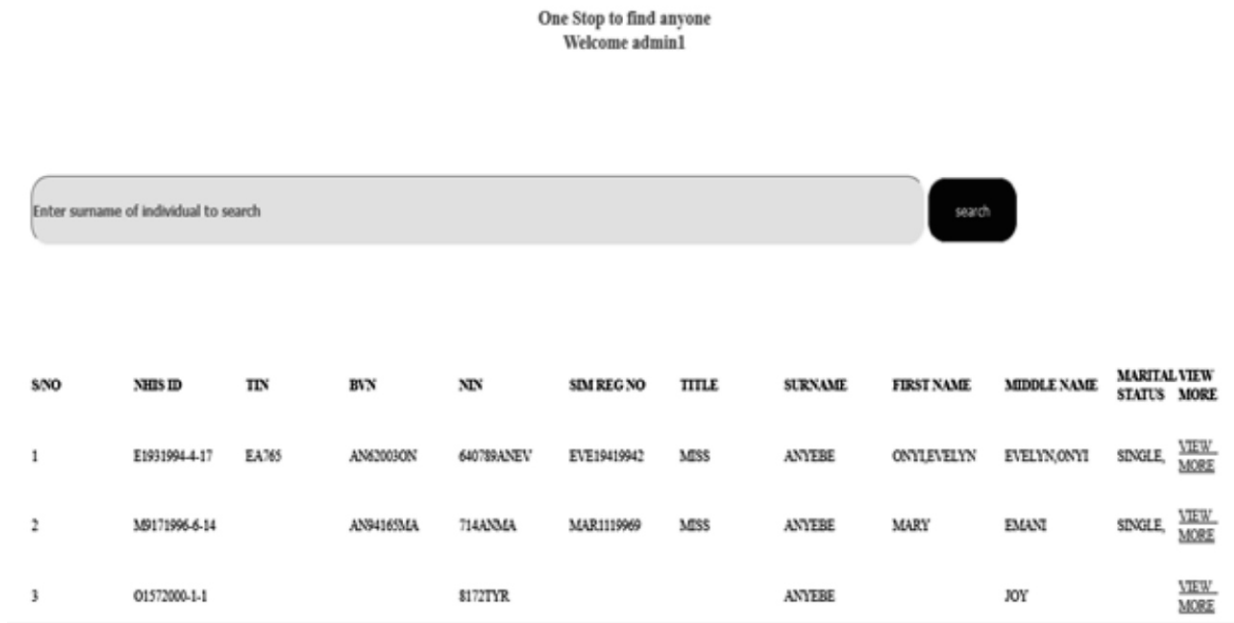 One Stop to find anyone
Welcome admin1
Enter surname of individual to search
search
S/NO NHIS ID TIN BVN NIN SIM REG NO TITLE SURNAME FIRST NAME MIDDLE NAME MARITAL STATUS VIEW MORE
1 E1931994-4-17 EA765 AN62003ON 640789ANEV EVE19419942 MISS ANYEBE ONYI,EVELYN EVELYN,ONYI SINGLE, VIEW MORE
2 M9171996-6-14 AN94165MA 714ANMA MAR1119969 MISS ANYEBE MARY EMANI SINGLE, VIEW MORE
3 O1572000-1-1 8172TYR ANYEBE JOY VIEW MORE